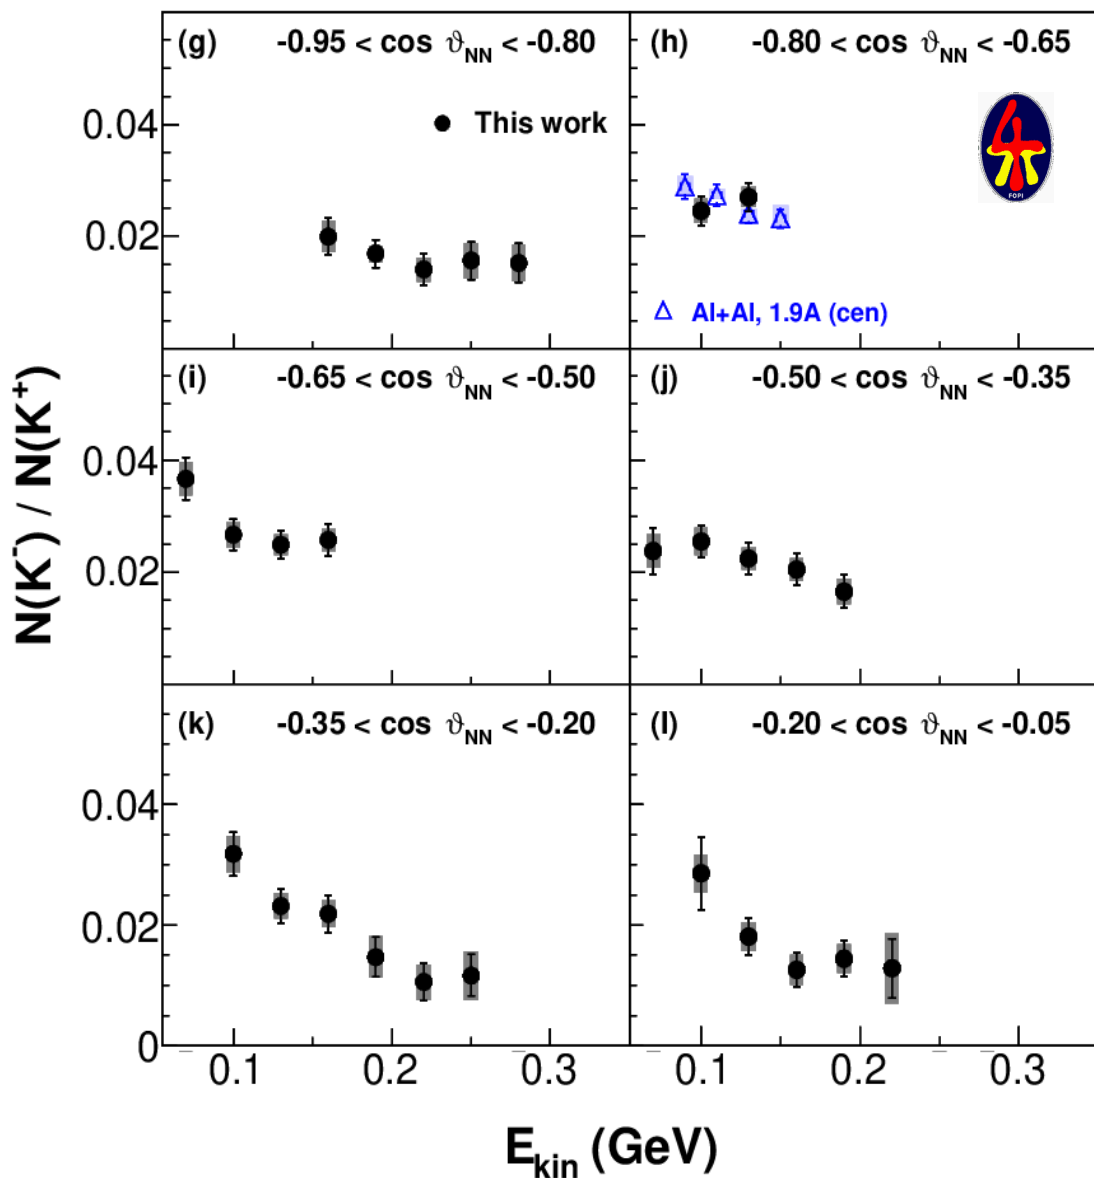 (g) -0.95 < cos ϑNN < -0.80
(h) -0.80 < cos ϑNN < -0.65
This work
FOPI
Al+Al, 1.9A (cen)
0.04
0.02
(i) -0.65 < cos ϑNN < -0.50
(j) -0.50 < cos ϑNN < -0.35
0.04
0.02
(k) -0.35 < cos ϑNN < -0.20
(l) -0.20 < cos ϑNN < -0.05
0.04
0.02
0
0.1 0.2 0.3
0.1 0.2 0.3
N(K⁻) / N(K⁺)
Ekin (GeV)